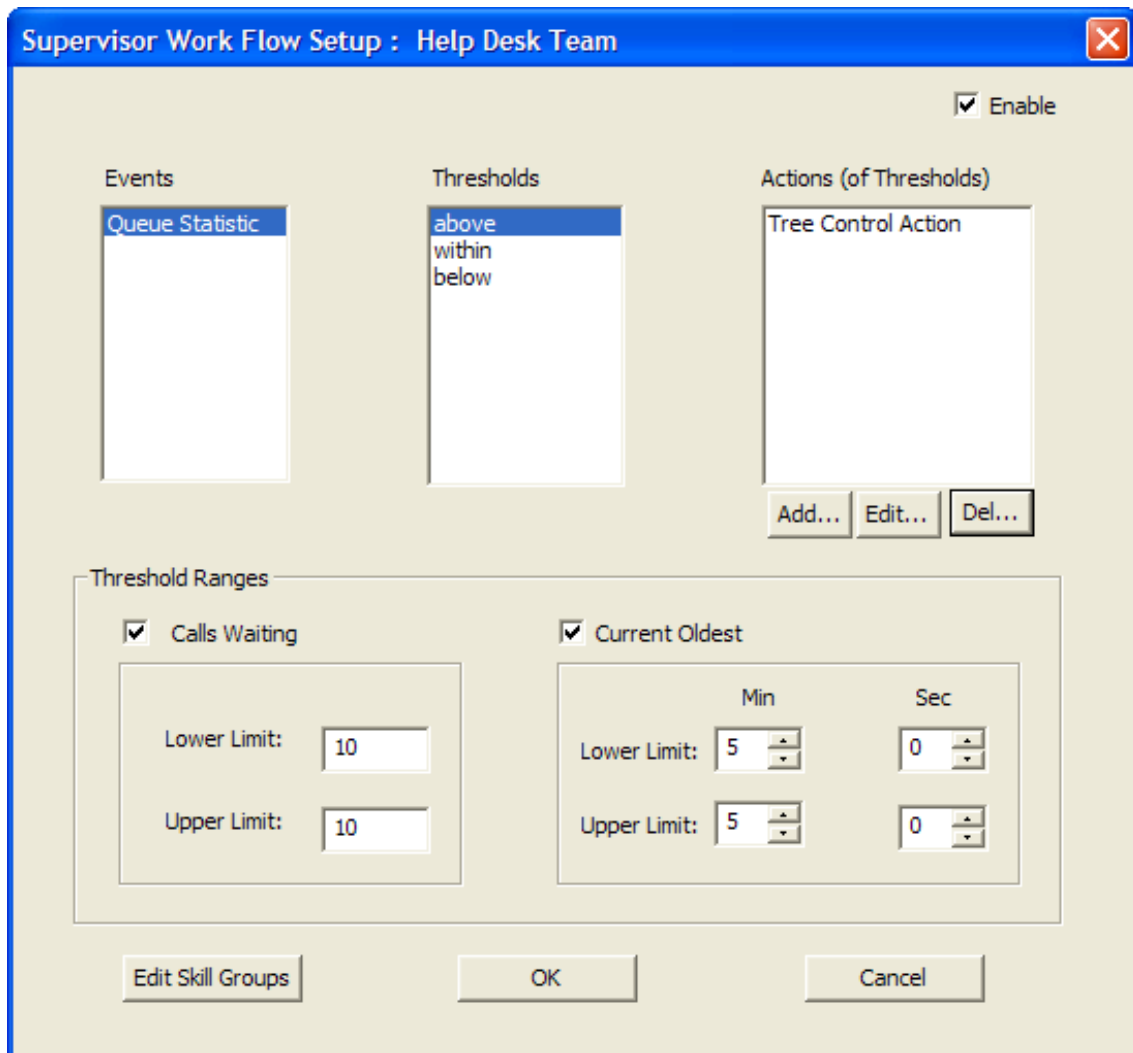 Supervisor Work Flow Setup :  Help Desk Team
Enable
Events
Queue Statistic
Thresholds
above
within
below
Actions (of Thresholds)
Tree Control Action
Add... Edit... Del...
Threshold Ranges
Calls Waiting
Lower Limit: 10
Upper Limit: 10
Current Oldest
Min Sec
Lower Limit: 5 0
Upper Limit: 5 0
Edit Skill Groups OK Cancel